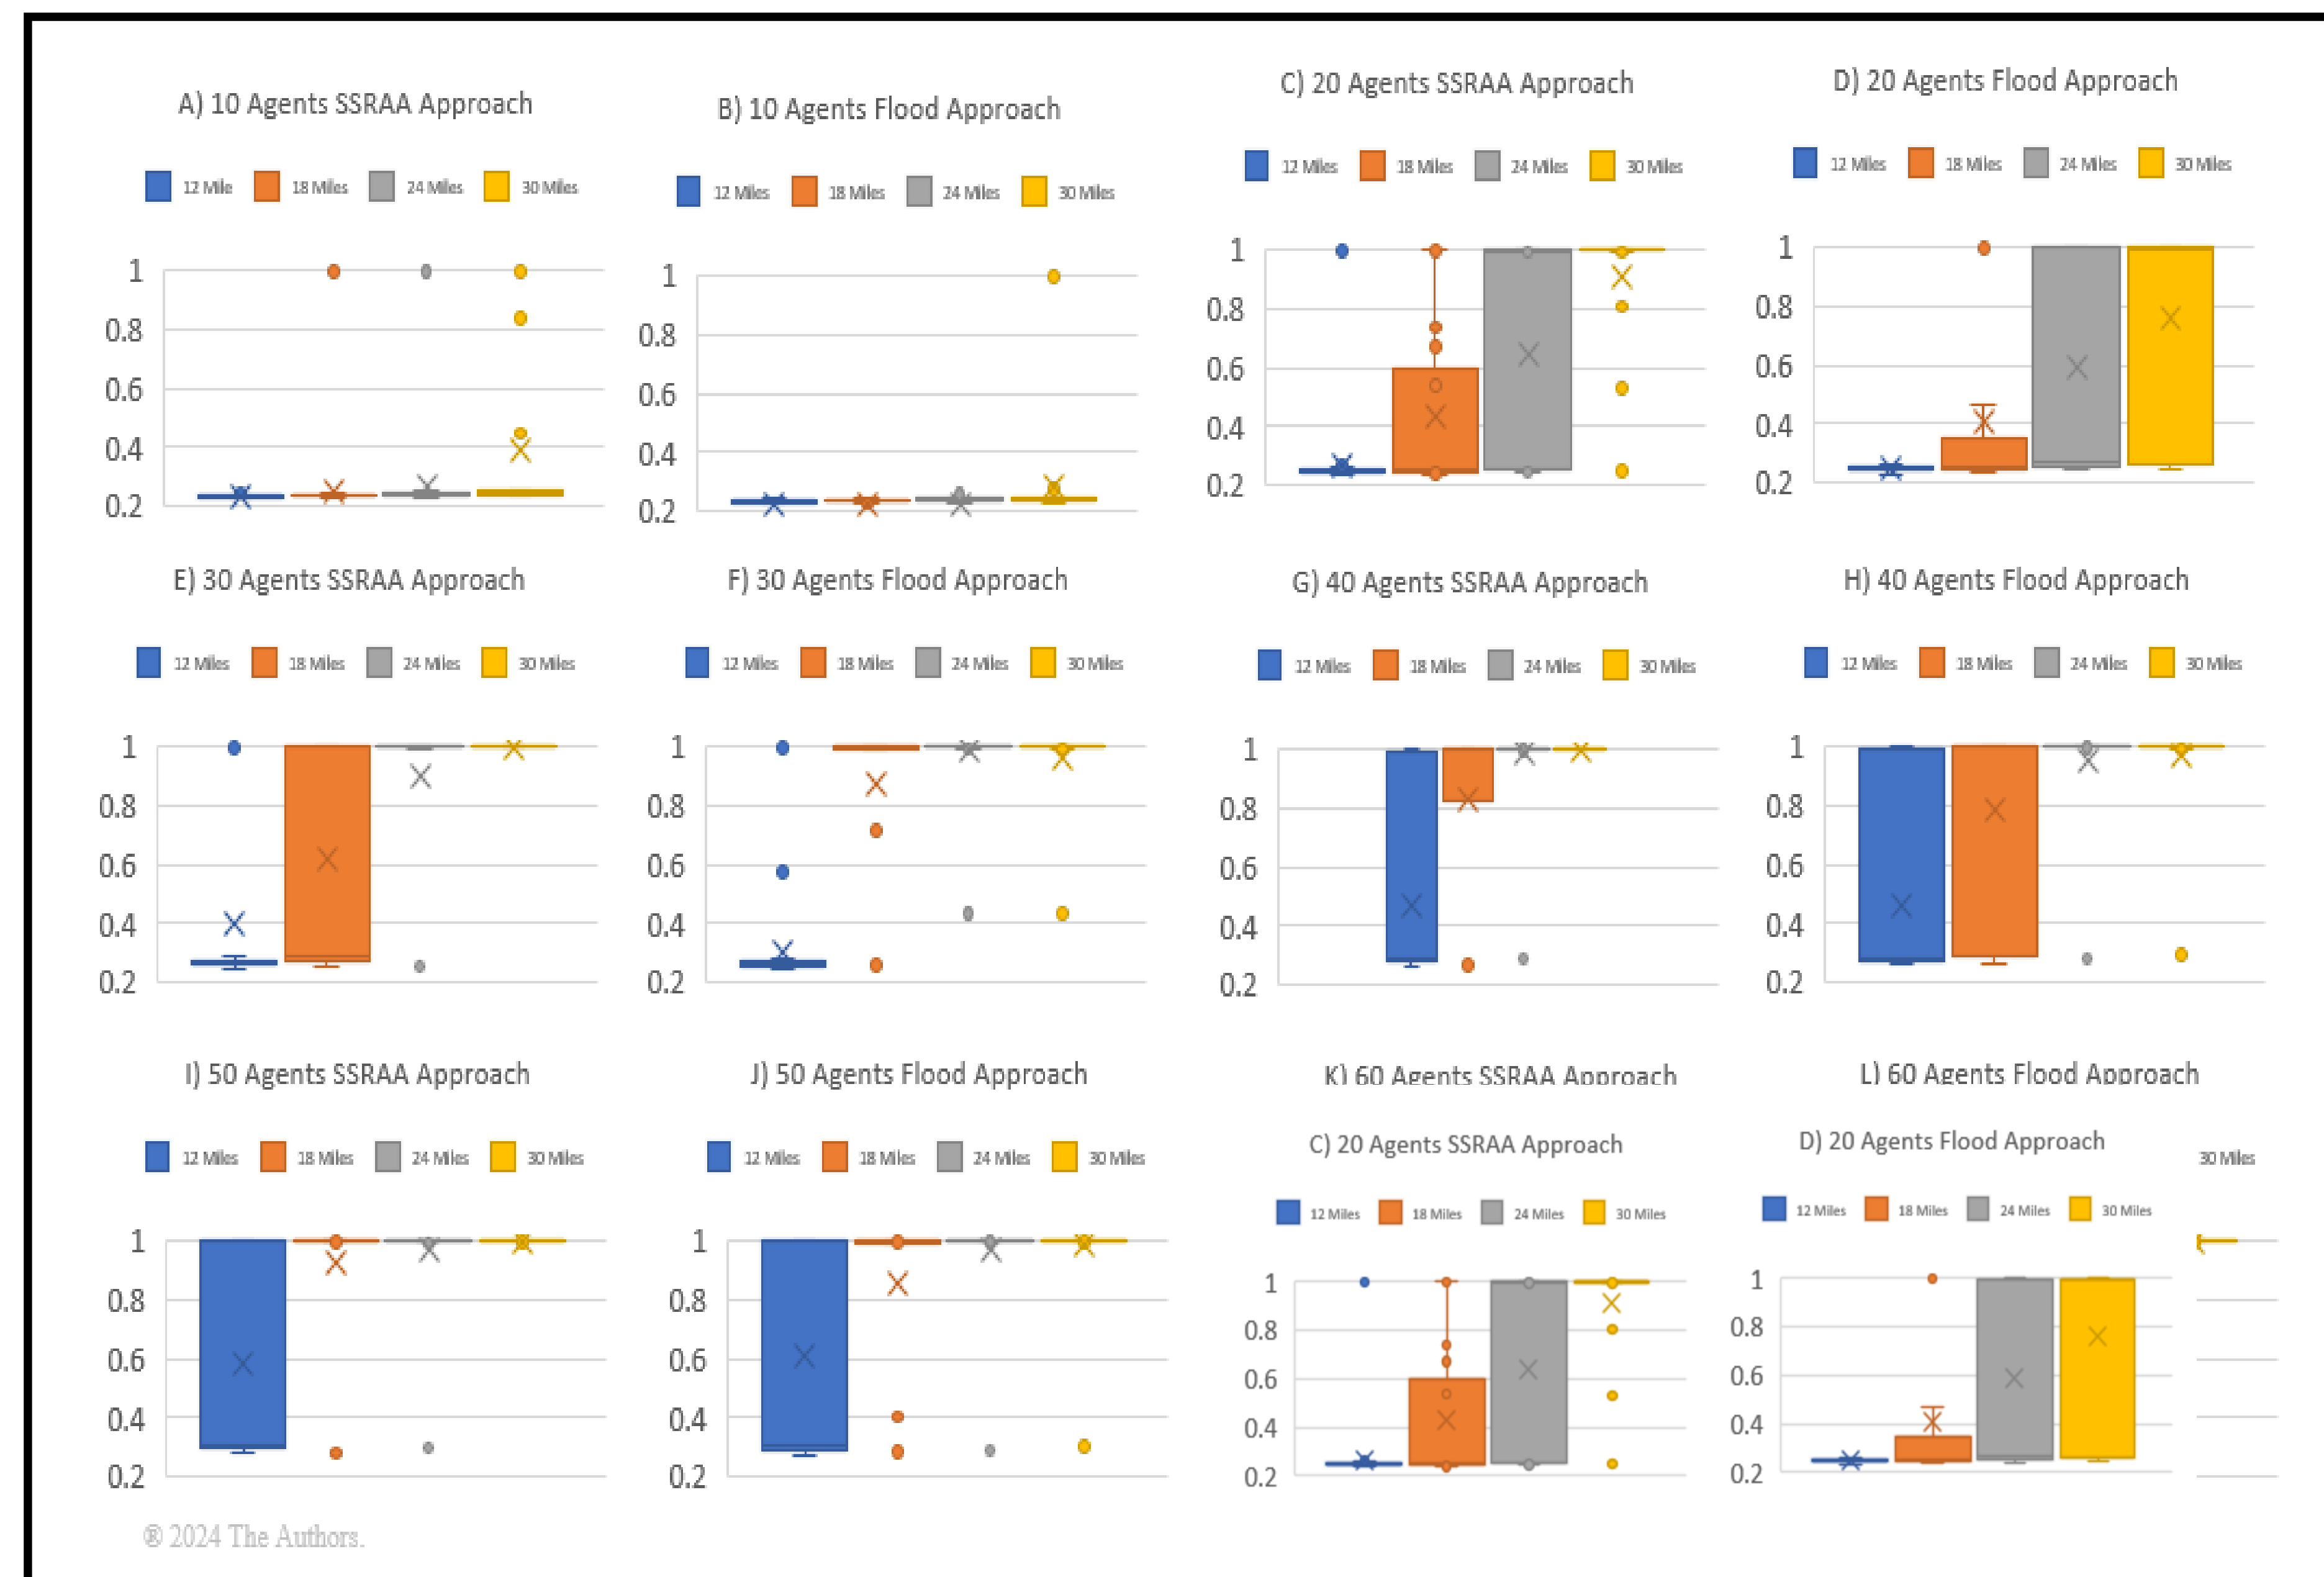 A) 10 Agents SSRAA Approach
12 Mile 18 Miles 24 Miles 30 Miles
1
0.8
0.6
0.4
0.2
B) 10 Agents Flood Approach
12 Miles 18 Miles 24 Miles 30 Miles
1
0.8
0.6
0.4
0.2
C) 20 Agents SSRAA Approach
12 Miles 18 Miles 24 Miles 30 Miles
1
0.8
0.6
0.4
0.2
D) 20 Agents Flood Approach
12 Miles 18 Miles 24 Miles 30 Miles
1
0.8
0.6
0.4
0.2
E) 30 Agents SSRAA Approach
12 Miles 18 Miles 24 Miles 30 Miles
1
0.8
0.6
0.4
0.2
F) 30 Agents Flood Approach
12 Miles 18 Miles 24 Miles 30 Miles
1
0.8
0.6
0.4
0.2
G) 40 Agents SSRAA Approach
12 Miles 18 Miles 24 Miles 30 Miles
1
0.8
0.6
0.4
0.2
H) 40 Agents Flood Approach
12 Miles 18 Miles 24 Miles 30 Miles
1
0.8
0.6
0.4
0.2
I) 50 Agents SSRAA Approach
12 Miles 18 Miles 24 Miles 30 Miles
1
0.8
0.6
0.4
0.2
J) 50 Agents Flood Approach
12 Miles 18 Miles 24 Miles 30 Miles
1
0.8
0.6
0.4
0.2
K) 60 Agents SSRAA Approach
C) 20 Agents SSRAA Approach
12 Miles 18 Miles 24 Miles 30 Miles
1
0.8
0.6
0.4
0.2
L) 60 Agents Flood Approach
D) 20 Agents Flood Approach
30 Miles
12 Miles 18 Miles 24 Miles 30 Miles
1
0.8
0.6
0.4
0.2
® 2024 The Authors.